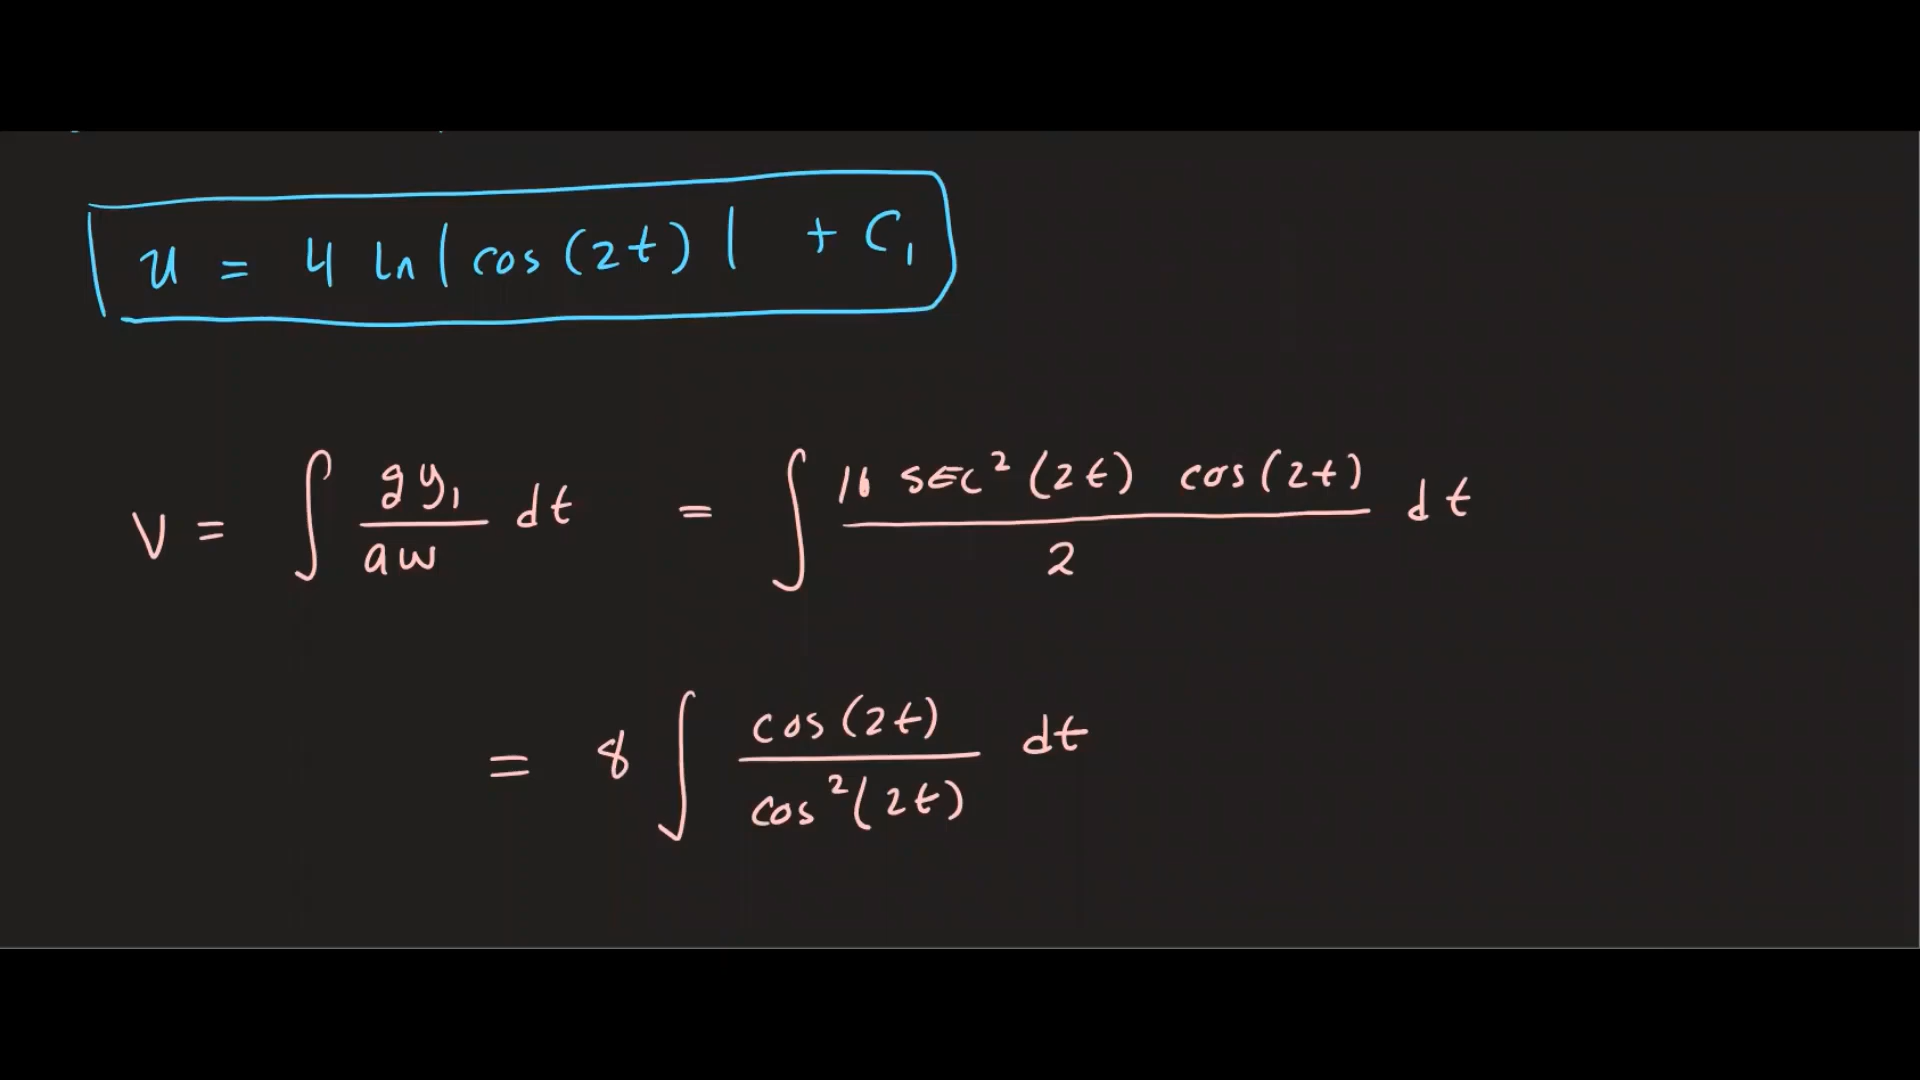 u = 4 ln|cos(2t)| + C₁
V = ∫ gy₁/aw dt = ∫ 16 sec²(2t) cos(2t)/2 dt
= 8 ∫ cos(2t)/cos²(2t) dt